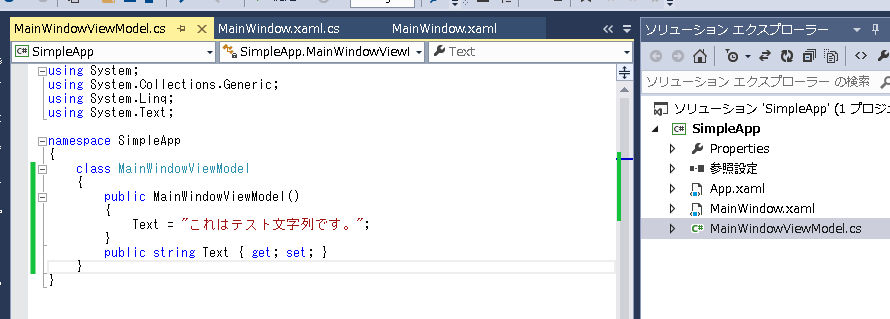 MainWindowViewModel.cs
MainWindow.xaml.cs
MainWindow.xaml
SimpleApp
SimpleApp.MainWindowViewl
Text
using System;
using System.Collections.Generic;
using System.Linq;
using System.Text;
namespace SimpleApp
{
class MainWindowViewModel
{
public MainWindowViewModel()
{
Text = "これはテスト文字列です。";
}
public string Text { get; set; }
}
}
ソリューション エクスプローラー
ソリューション エクスプローラー の検索
ソリューション 'SimpleApp' (1 プロジ
SimpleApp
Properties
参照設定
App.xaml
MainWindow.xaml
MainWindowViewModel.cs